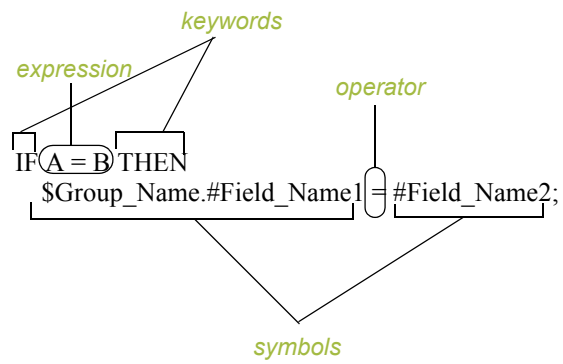 keywords
expression
operator
IF A = B THEN
$Group_Name.#Field_Name1 = #Field_Name2;
symbols